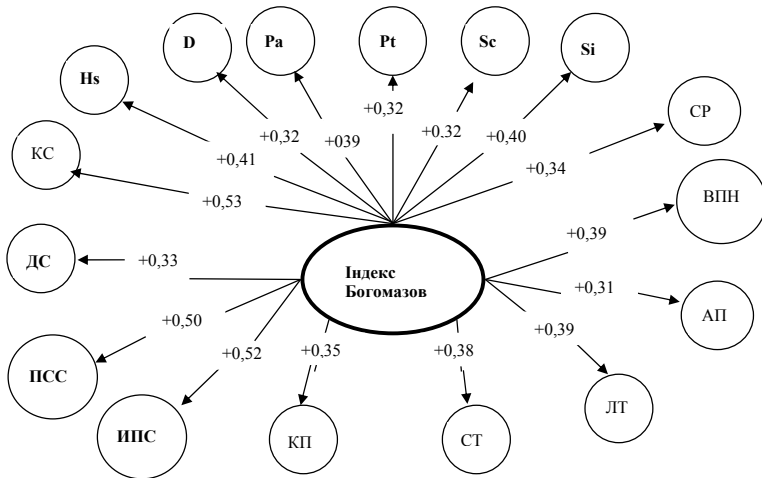 D
Pa
Pt
Sc
Si
Hs
СР
КС
ВПН
+0,32
+039
+0,32
+0,32
+0,40
+0,41
+0,34
+0,53
+0,39
ДС
+0,33
Індекс
Богомазов
+0,31
АП
+0,50
+0,39
+0,52
+0,35
+0,38
ПСС
ИПС
КП
СТ
ЛТ